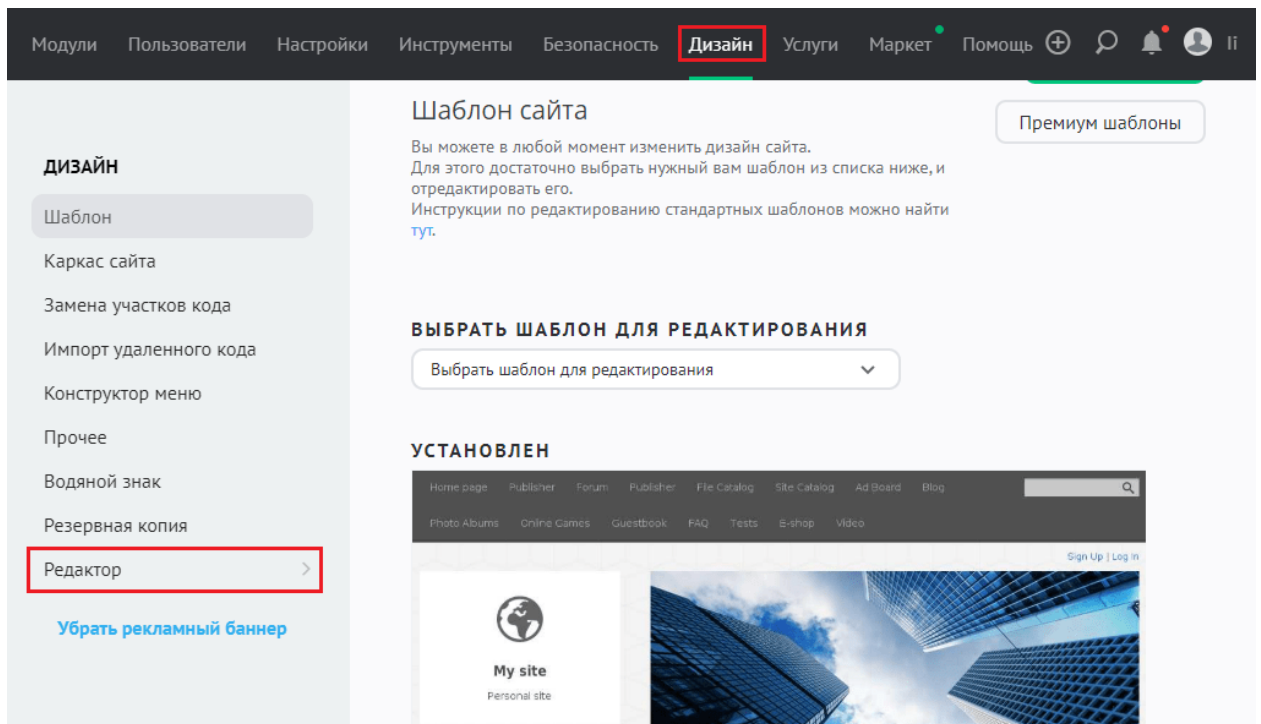 Модули Пользователи Настройки Инструменты Безопасность Дизайн Услуги Маркет Помощь li
ДИЗАЙН
Шаблон
Каркас сайта
Замена участков кода
Импорт удаленного кода
Конструктор меню
Прочее
Водяной знак
Резервная копия
Редактор
Убрать рекламный баннер
Шаблон сайта
Премиум шаблоны
Вы можете в любой момент изменить дизайн сайта.
Для этого достаточно выбрать нужный вам шаблон из списка ниже, и
отредактировать его.
Инструкции по редактированию стандартных шаблонов можно найти
тут.
ВЫБРАТЬ ШАБЛОН ДЛЯ РЕДАКТИРОВАНИЯ
Выбрать шаблон для редактирования
УСТАНОВЛЕН
Home page Publisher Forum Publisher File Catalog Site Catalog Ad Board Blog
Photo Albums Online Games Guestbook FAQ Tests E-shop Video
Sign Up | Log In
My site
Personal site